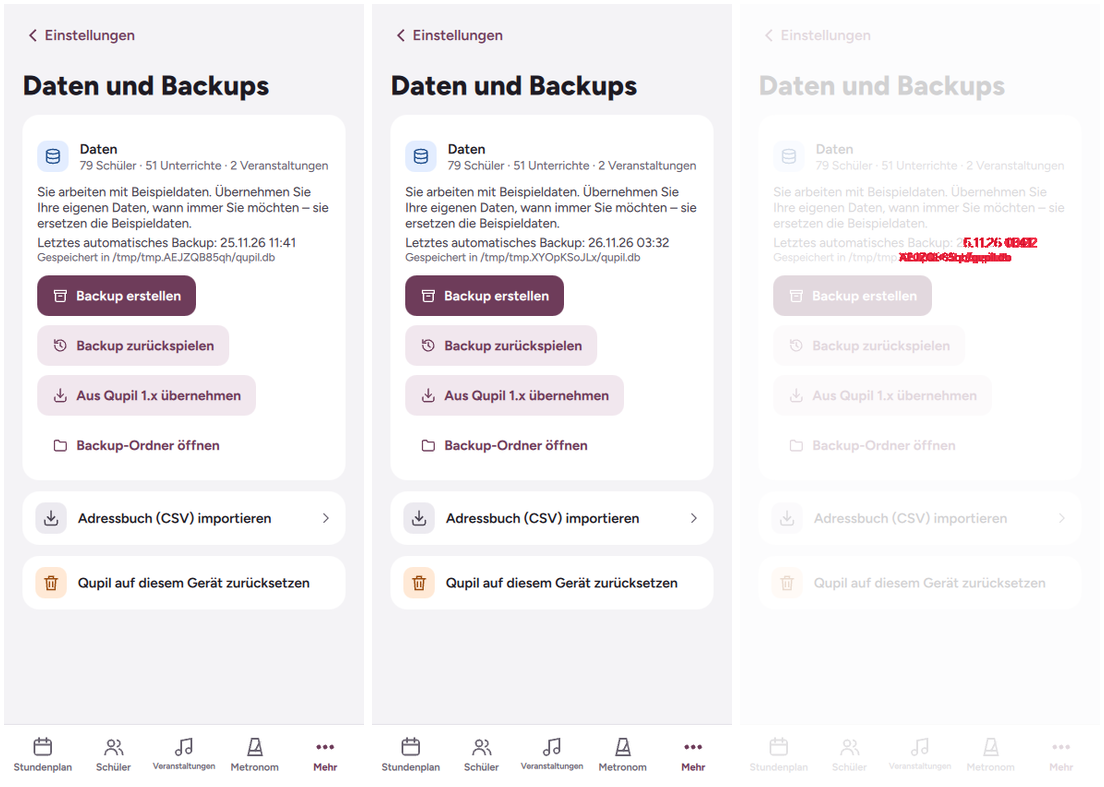 Einstellungen
Daten und Backups
Daten
79 Schüler · 51 Unterrichte · 2 Veranstaltungen
Sie arbeiten mit Beispieldaten. Übernehmen Sie
Ihre eigenen Daten, wann immer Sie möchten – sie
ersetzen die Beispieldaten.
Letztes automatisches Backup: 25.11.26 11:41
Gespeichert in /tmp/tmp.AEJZQB85qh/qupil.db
Backup erstellen
Backup zurückspielen
Aus Qupil 1.x übernehmen
Backup-Ordner öffnen
Adressbuch (CSV) importieren
Qupil auf diesem Gerät zurücksetzen
Stundenplan Schüler Veranstaltungen Metronom Mehr
Einstellungen
Daten und Backups
Daten
79 Schüler · 51 Unterrichte · 2 Veranstaltungen
Sie arbeiten mit Beispieldaten. Übernehmen Sie
Ihre eigenen Daten, wann immer Sie möchten – sie
ersetzen die Beispieldaten.
Letztes automatisches Backup: 26.11.26 03:32
Gespeichert in /tmp/tmp.XYOpKSoJLx/qupil.db
Backup erstellen
Backup zurückspielen
Aus Qupil 1.x übernehmen
Backup-Ordner öffnen
Adressbuch (CSV) importieren
Qupil auf diesem Gerät zurücksetzen
Stundenplan Schüler Veranstaltungen Metronom Mehr
Einstellungen
Daten und Backups
Daten
79 Schüler · 51 Unterrichte · 2 Veranstaltungen
Sie arbeiten mit Beispieldaten. Übernehmen Sie
Ihre eigenen Daten, wann immer Sie möchten – sie
ersetzen die Beispieldaten.
Letztes automatisches Backup:
Gespeichert in /tmp/tmp.
Backup erstellen
Backup zurückspielen
Aus Qupil 1.x übernehmen
Backup-Ordner öffnen
Adressbuch (CSV) importieren
Qupil auf diesem Gerät zurücksetzen
Stundenplan Schüler Veranstaltungen Metronom Mehr